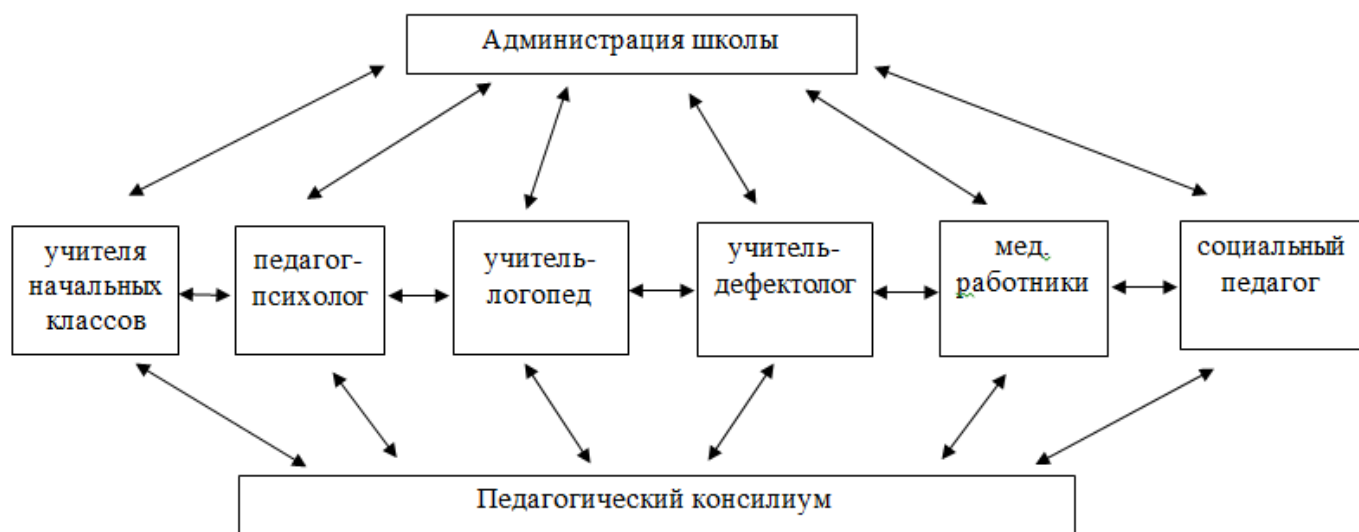 Администрация школы
учителя
начальных
классов
педагог-
психолог
учитель-
логопед
учитель-
дефектолог
мед.
работники
социальный
педагог
Педагогический консилиум